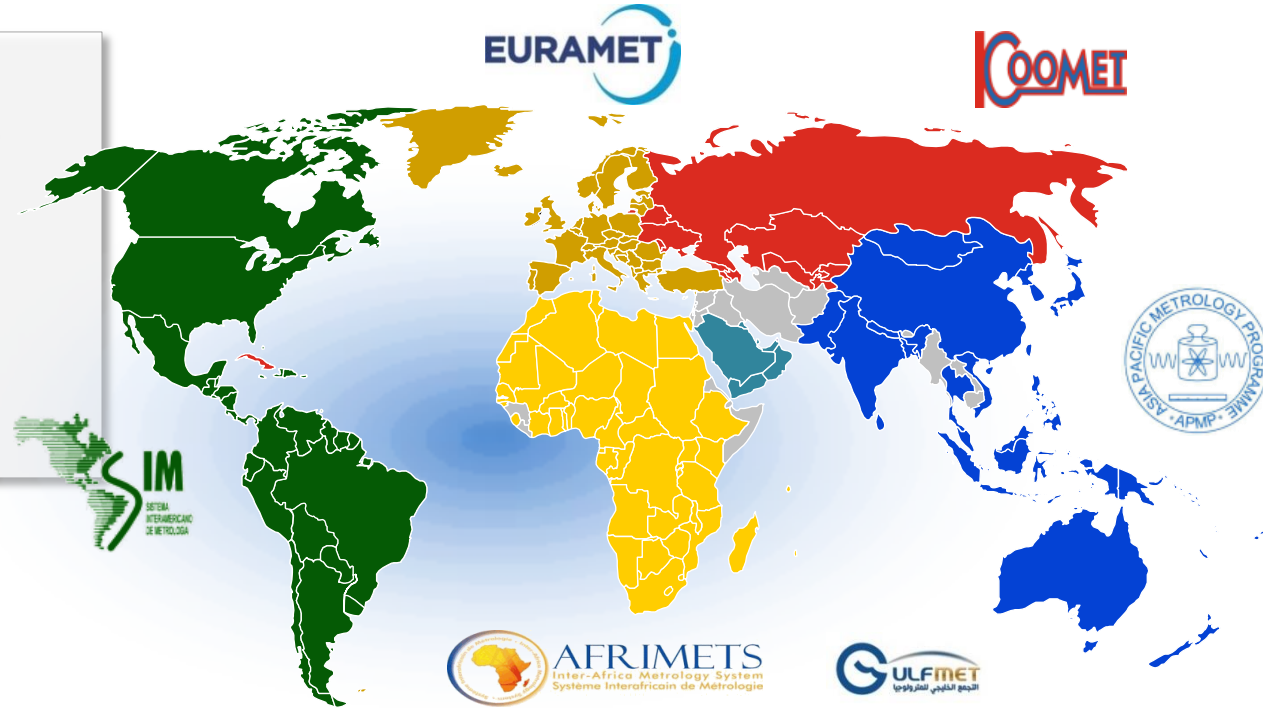 EURAMET
COOMET
ASIA PACIFIC METROLOGY PROGRAMME
• APMP •
SIM
SISTEMA
INTERAMERICANO
DE METROLOGIA
AFRIMETS
Inter-Africa Metrology System
Système Interafricain de Métrologie
GULFMET
التجمع الخليجي للمترولوجيا